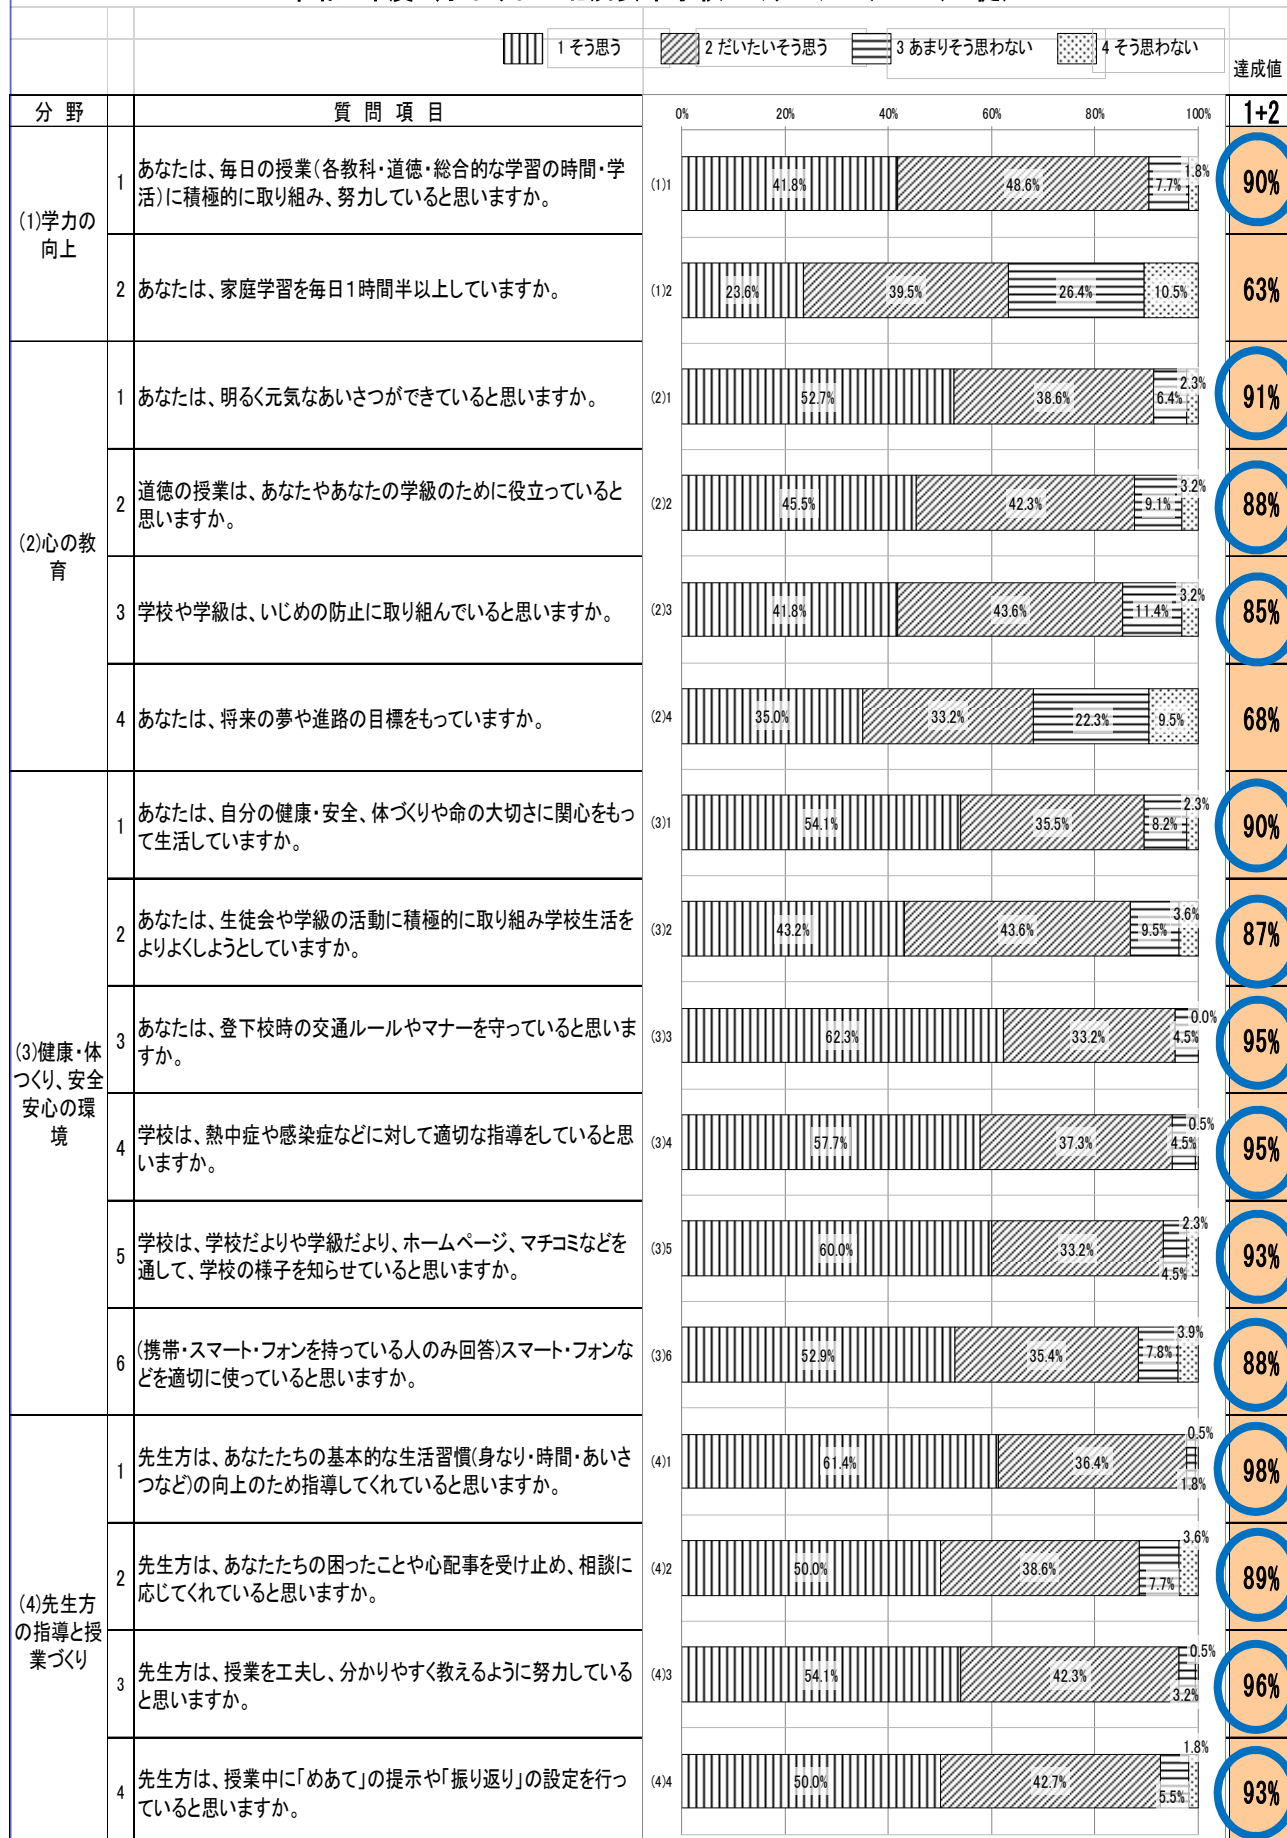 1 そう思う 2 だいたいそう思う 3 あまりそう思わない 4 そう思わない
達成値
分 野 質 問 項 目 0% 20% 40% 60% 80% 100% 1+2
(1)学力の
向上
1 あなたは、毎日の授業(各教科・道徳・総合的な学習の時間・学
活)に積極的に取り組み、努力していると思いますか。
(1)1 41.8% 48.6% 7.7% 1.8% 90%
2 あなたは、家庭学習を毎日1時間半以上していますか。
(1)2 23.6% 39.5% 26.4% 10.5% 63%
(2)心の教
育
1 あなたは、明るく元気なあいさつができていると思いますか。
(2)1 52.7% 38.6% 6.4% 2.3% 91%
2 道徳の授業は、あなたやあなたの学級のために役立っていると
思いますか。
(2)2 45.5% 42.3% 9.1% 3.2% 88%
3 学校や学級は、いじめの防止に取り組んでいると思いますか。
(2)3 41.8% 43.6% 11.4% 3.2% 85%
4 あなたは、将来の夢や進路の目標をもっていますか。
(2)4 35.0% 33.2% 22.3% 9.5% 68%
(3)健康・体
つくり、安全
安心の環
境
1 あなたは、自分の健康・安全、体づくりや命の大切さに関心をもっ
て生活していますか。
(3)1 54.1% 35.5% 8.2% 2.3% 90%
2 あなたは、生徒会や学級の活動に積極的に取り組み学校生活を
よりよくしようとしていますか。
(3)2 43.2% 43.6% 9.5% 3.6% 87%
3 あなたは、登下校時の交通ルールやマナーを守っていると思いま
すか。
(3)3 62.3% 33.2% 4.5% 0.0% 95%
4 学校は、熱中症や感染症などに対して適切な指導をしていると思
いますか。
(3)4 57.7% 37.3% 4.5% 0.5% 95%
5 学校は、学校だよりや学級だより、ホームページ、マチコミなどを
通して、学校の様子を知らせていると思いますか。
(3)5 60.0% 33.2% 4.5% 2.3% 93%
6 (携帯・スマート・フォンを持っている人のみ回答)スマート・フォンな
どを適切に使っていると思いますか。
(3)6 52.9% 35.4% 7.8% 3.9% 88%
(4)先生方
の指導と授
業づくり
1 先生方は、あなたたちの基本的な生活習慣(身なり・時間・あいさ
つなど)の向上のため指導してくれていると思いますか。
(4)1 61.4% 36.4% 1.8% 0.5% 98%
2 先生方は、あなたたちの困ったことや心配事を受け止め、相談に
応じてくれていると思いますか。
(4)2 50.0% 38.6% 7.7% 3.6% 89%
3 先生方は、授業を工夫し、分かりやすく教えるように努力している
と思いますか。
(4)3 54.1% 42.3% 3.2% 0.5% 96%
4 先生方は、授業中に「めあて」の提示や「振り返り」の設定を行っ
ていると思いますか。
(4)4 50.0% 42.7% 5.5% 1.8% 93%